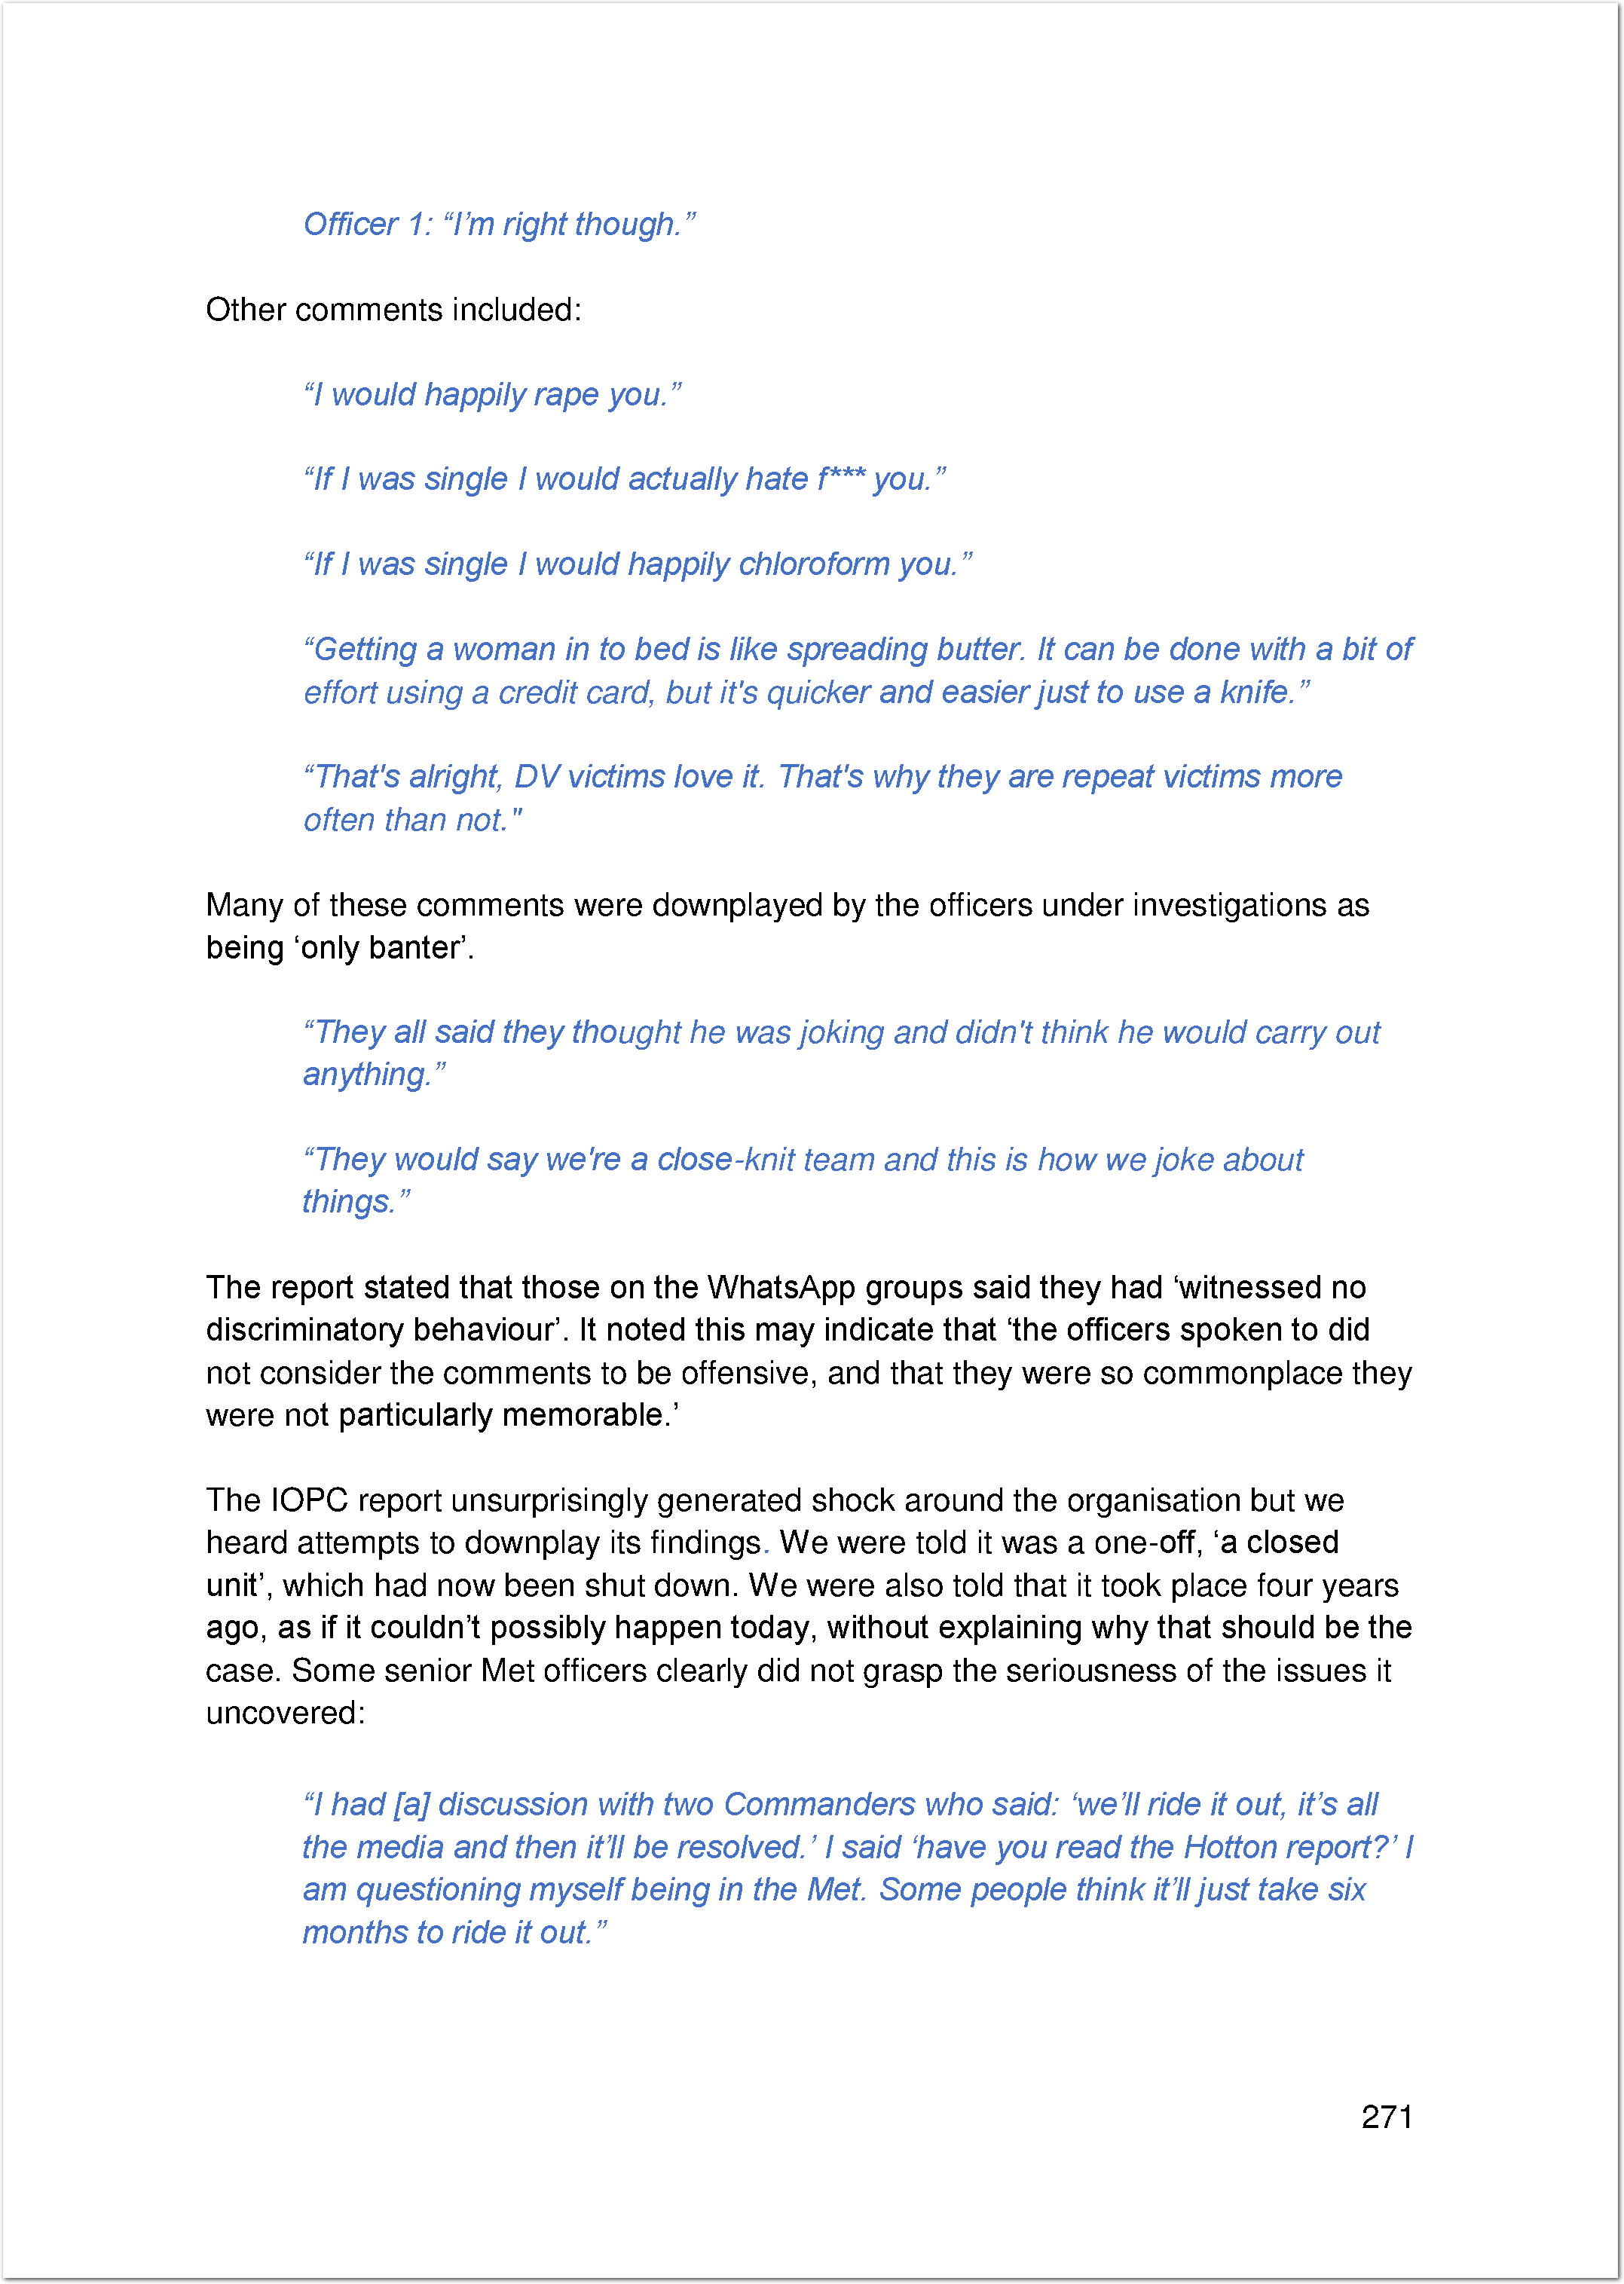 Officer 1: “I’m right though.”
Other comments included:
“I would happily rape you.”
“If I was single I would actually hate f*** you.”
“If I was single I would happily chloroform you.”
“Getting a woman in to bed is like spreading butter. It can be done with a bit of
effort using a credit card, but it's quicker and easier just to use a knife.”
“That's alright, DV victims love it. That's why they are repeat victims more
often than not."
Many of these comments were downplayed by the officers under investigations as
being ‘only banter’.
“They all said they thought he was joking and didn't think he would carry out
anything.”
“They would say we're a close-knit team and this is how we joke about
things.”
The report stated that those on the WhatsApp groups said they had ‘witnessed no
discriminatory behaviour’. It noted this may indicate that ‘the officers spoken to did
not consider the comments to be offensive, and that they were so commonplace they
were not particularly memorable.’
The IOPC report unsurprisingly generated shock around the organisation but we
heard attempts to downplay its findings. We were told it was a one-off, ‘a closed
unit’, which had now been shut down. We were also told that it took place four years
ago, as if it couldn’t possibly happen today, without explaining why that should be the
case. Some senior Met officers clearly did not grasp the seriousness of the issues it
uncovered:
“I had [a] discussion with two Commanders who said: ‘we’ll ride it out, it’s all
the media and then it’ll be resolved.’ I said ‘have you read the Hotton report?’ I
am questioning myself being in the Met. Some people think it’ll just take six
months to ride it out.”
271